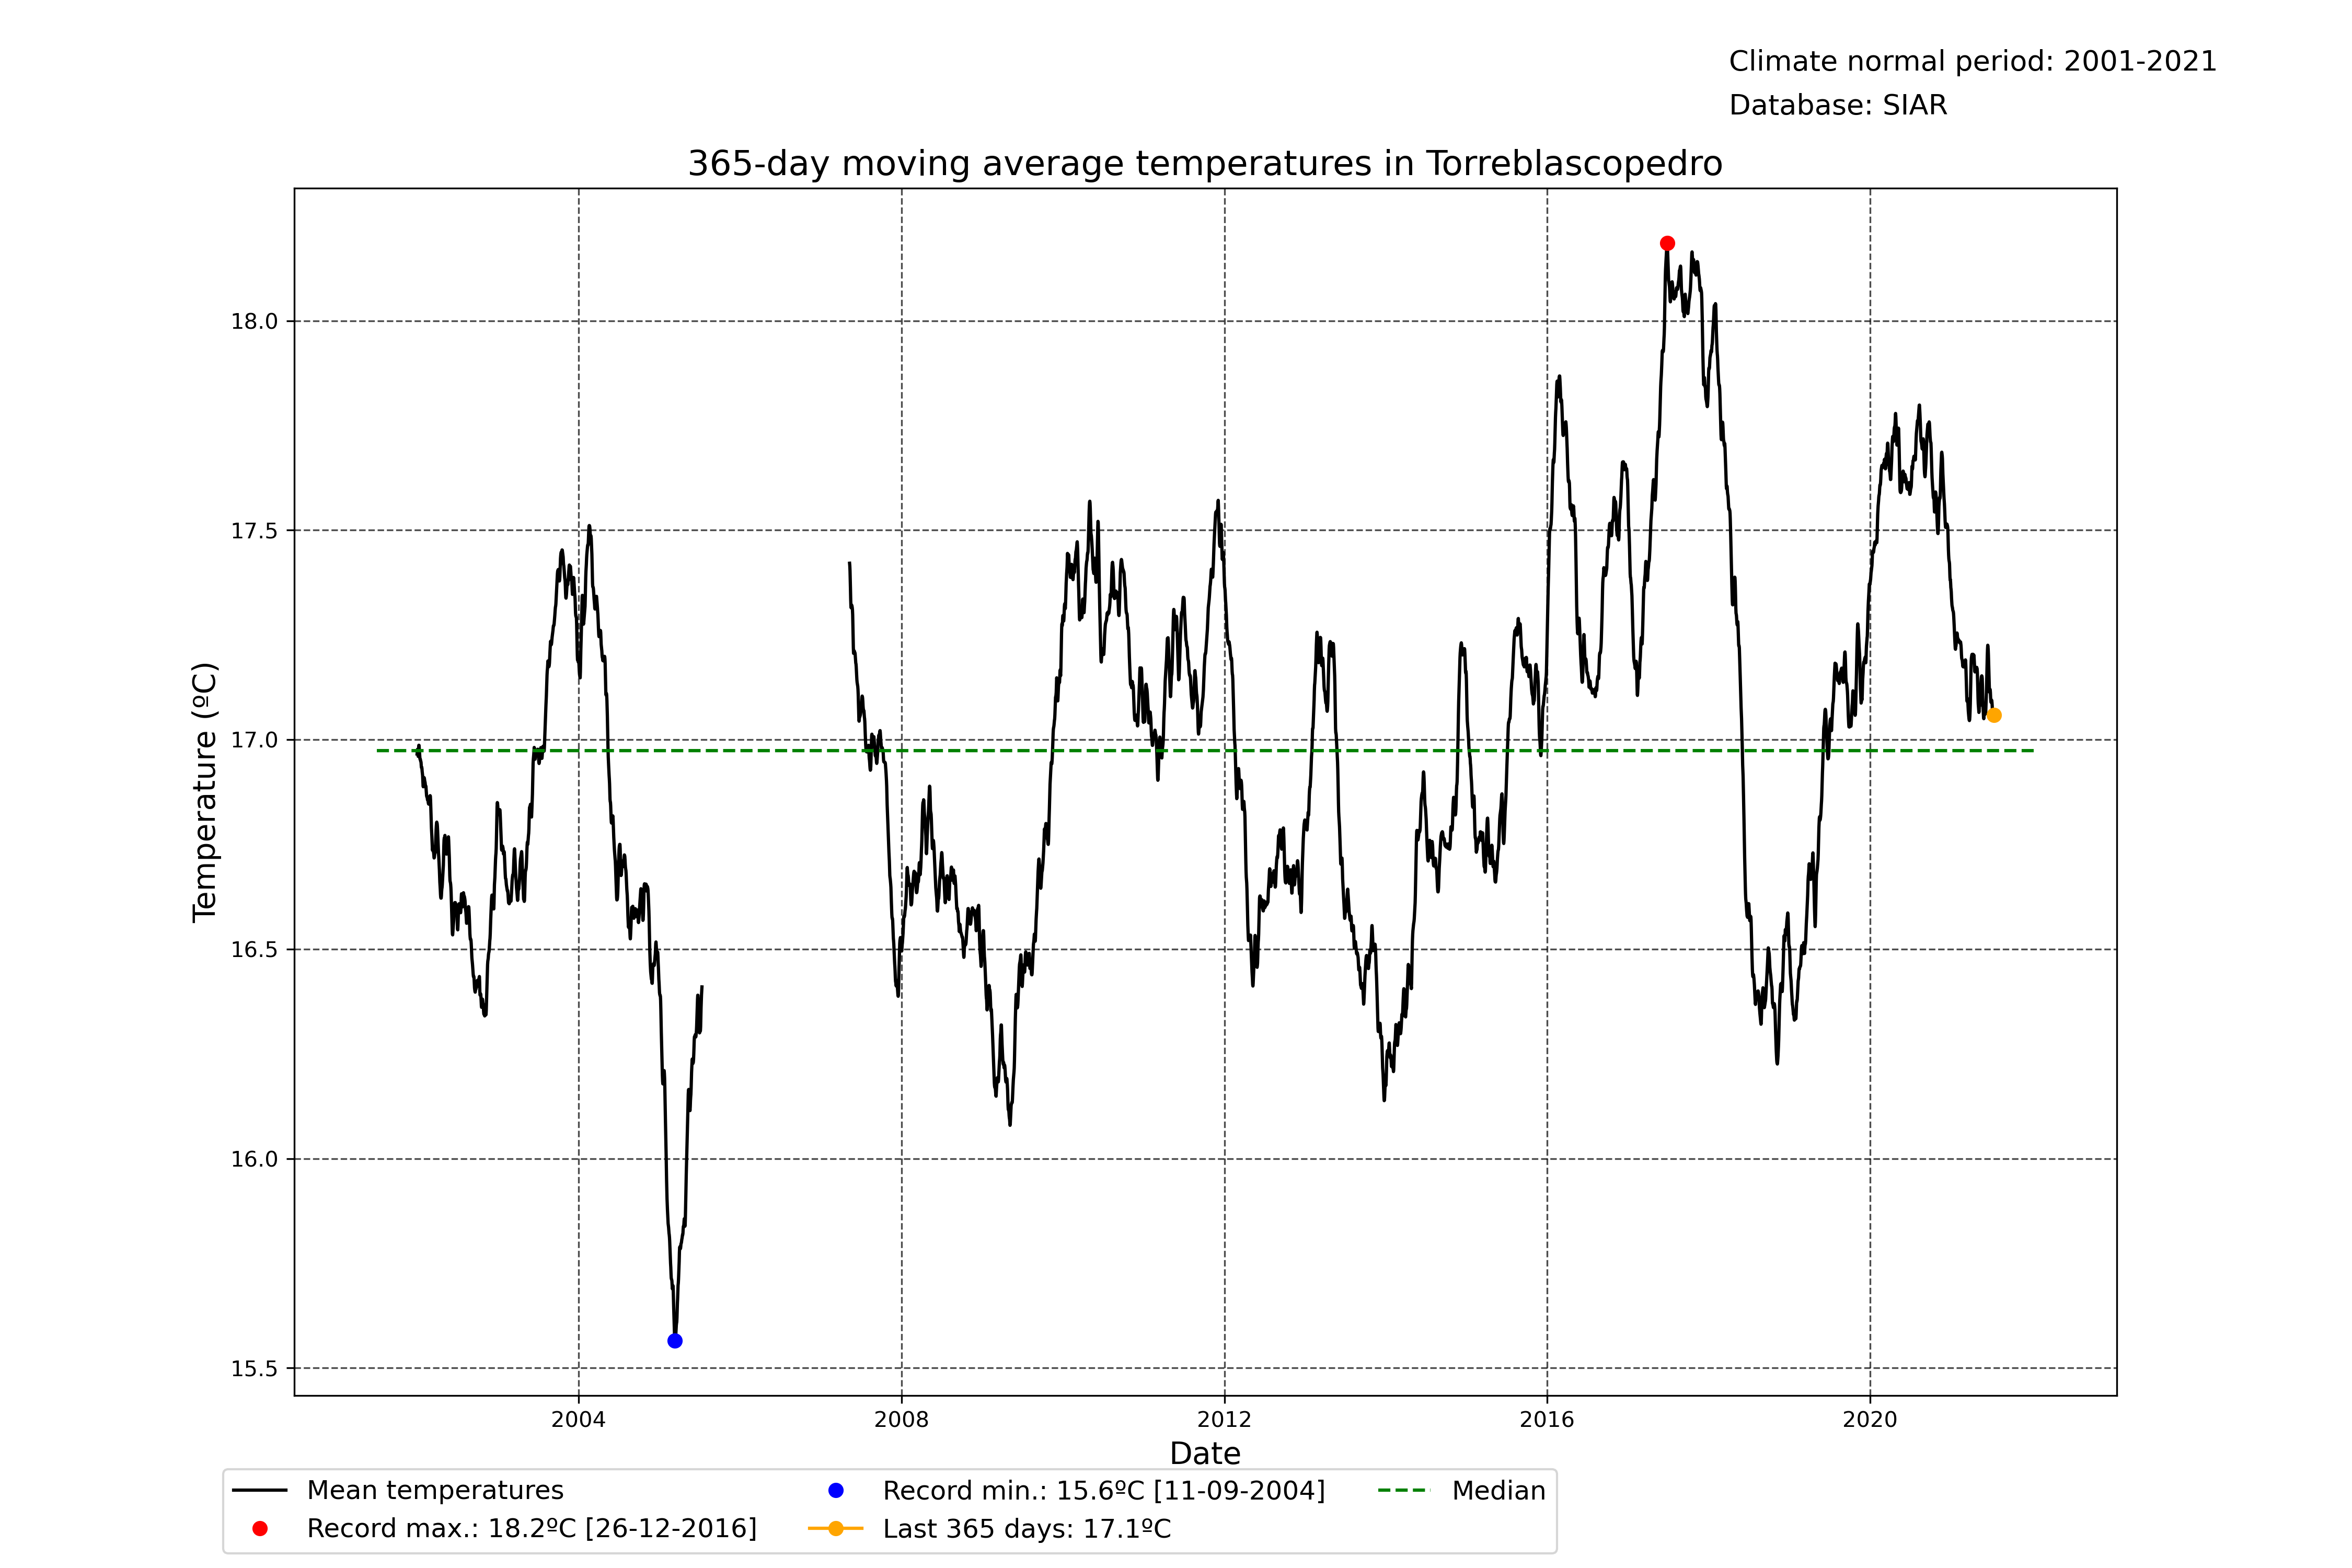 Climate normal period: 2001-2021
Database: SIAR
365-day moving average temperatures in Torreblascopedro
Temperature (ºC)
18.0
17.5
17.0
16.5
16.0
15.5
2004
2008
2012
2016
2020
Date
Mean temperatures
Record max.: 18.2ºC [26-12-2016]
Record min.: 15.6ºC [11-09-2004]
Last 365 days: 17.1ºC
Median